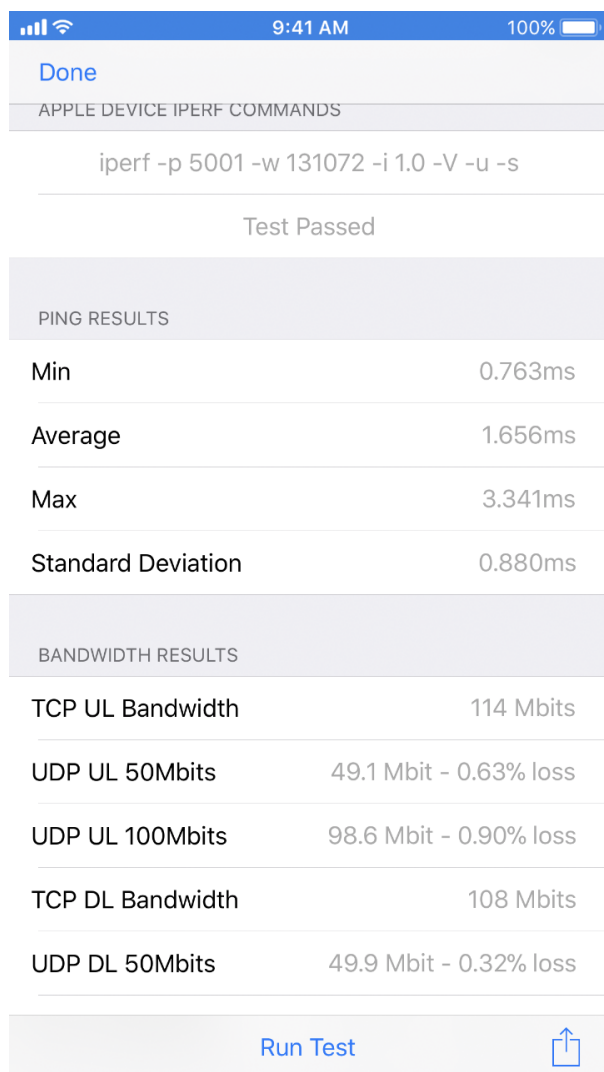 9:41 AM
100%
Done
APPLE DEVICE IPERF COMMANDS
iperf -p 5001 -w 131072 -i 1.0 -V -u -s
Test Passed
PING RESULTS
Min 0.763ms
Average 1.656ms
Max 3.341ms
Standard Deviation 0.880ms
BANDWIDTH RESULTS
TCP UL Bandwidth 114 Mbits
UDP UL 50Mbits 49.1 Mbit - 0.63% loss
UDP UL 100Mbits 98.6 Mbit - 0.90% loss
TCP DL Bandwidth 108 Mbits
UDP DL 50Mbits 49.9 Mbit - 0.32% loss
Run Test